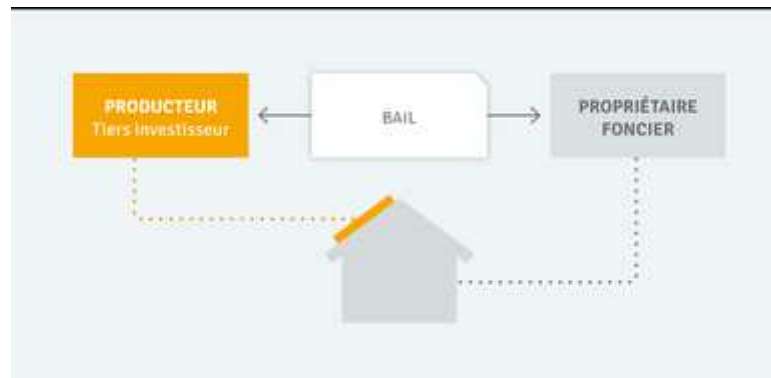 PRODUCTEUR
Tiers Investisseur
BAIL
PROPRIÉTAIRE
FONCIER